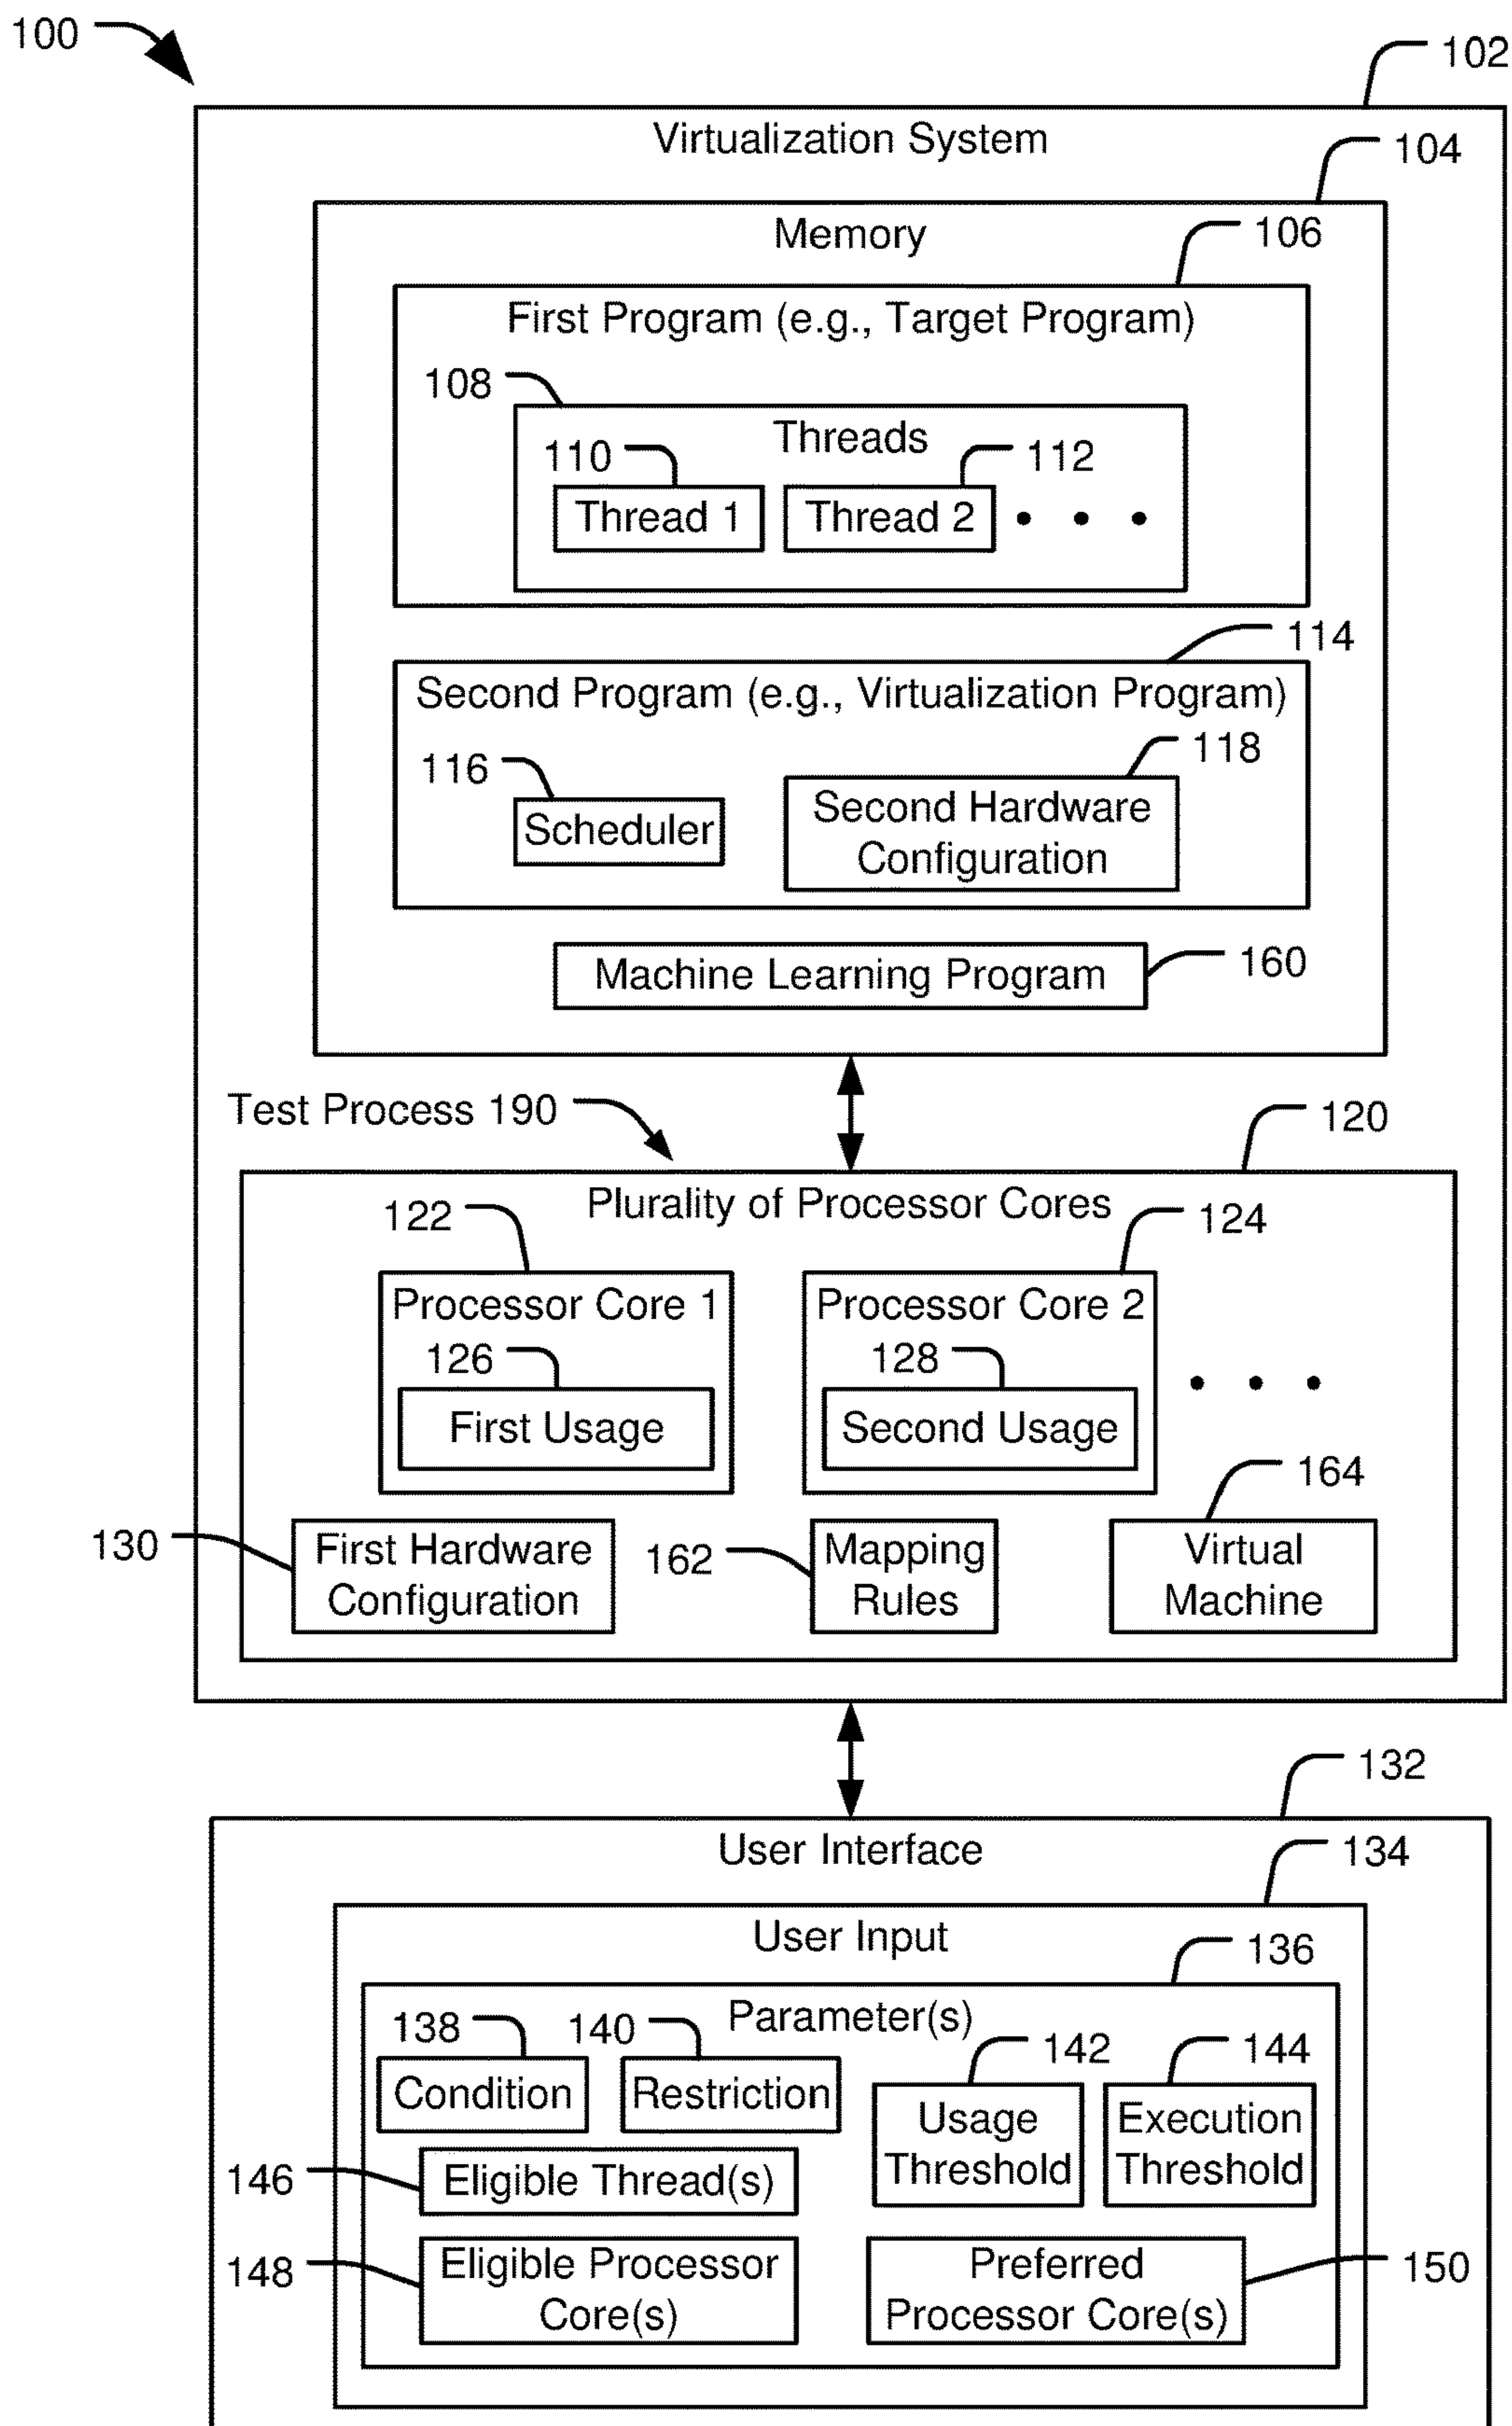 100
102
Virtualization System
104
Memory
106
First Program (e.g., Target Program)
108
Threads
110
112
Thread 1
Thread 2
114
Second Program (e.g., Virtualization Program)
116
118
Scheduler
Second Hardware
Configuration
Machine Learning Program
160
Test Process 190
120
Plurality of Processor Cores
122
124
Processor Core 1
Processor Core 2
126
128
First Usage
Second Usage
164
130
First Hardware
Configuration
162
Mapping
Rules
Virtual
Machine
132
User Interface
134
User Input
136
Parameter(s)
138
140
142
144
Condition
Restriction
Usage
Threshold
Execution
Threshold
146
Eligible Thread(s)
148
Eligible Processor
Core(s)
Preferred
Processor Core(s)
150